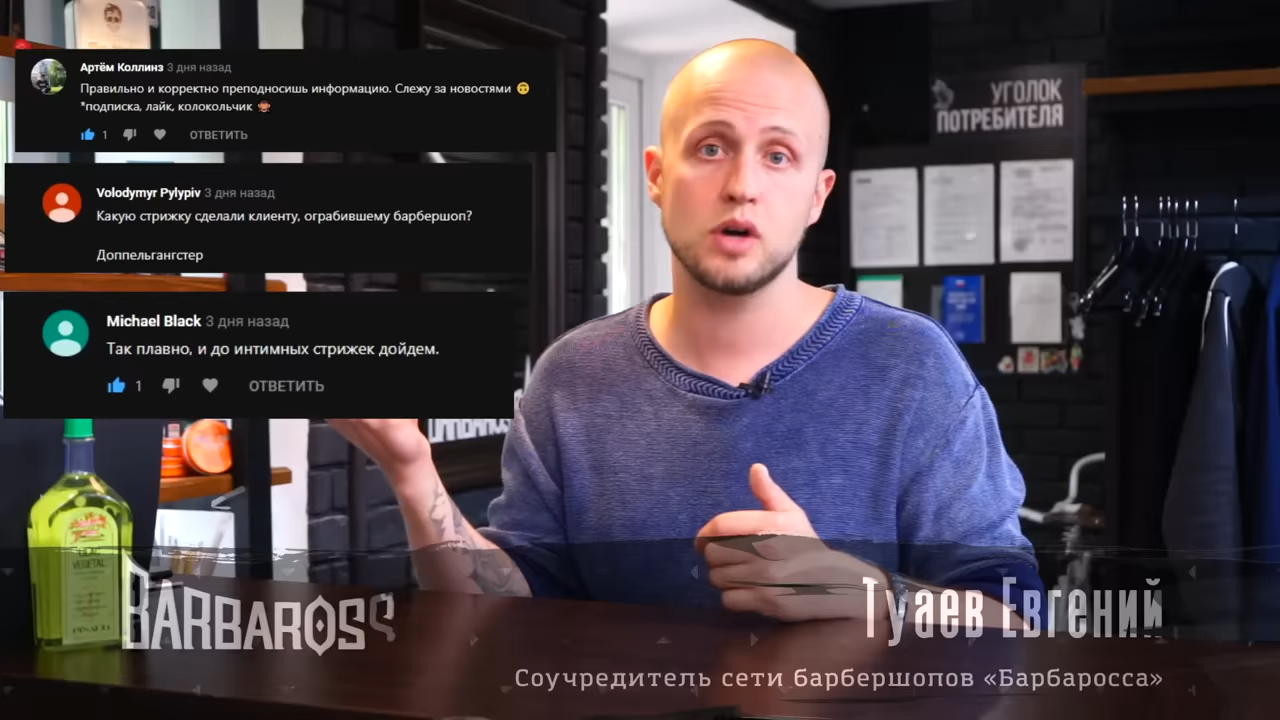 Артём Коллинз 3 дня назад
Правильно и корректно преподносишь информацию. Слежу за новостями 🙃
*подписка, лайк, колокольчик
1 ОТВЕТИТЬ
Volodymyr Pylypiv 3 дня назад
Какую стрижку сделали клиенту, ограбившему барбершоп?
Доппельгангстер
Michael Black 3 дня назад
Так плавно, и до интимных стрижек дойдем.
1 ОТВЕТИТЬ
УГОЛОК
ПОТРЕБИТЕЛЯ
VEGETAL
PINAUD
BARBAROSS
Туаев Евгений
Соучредитель сети барбершопов «Барбаросса»